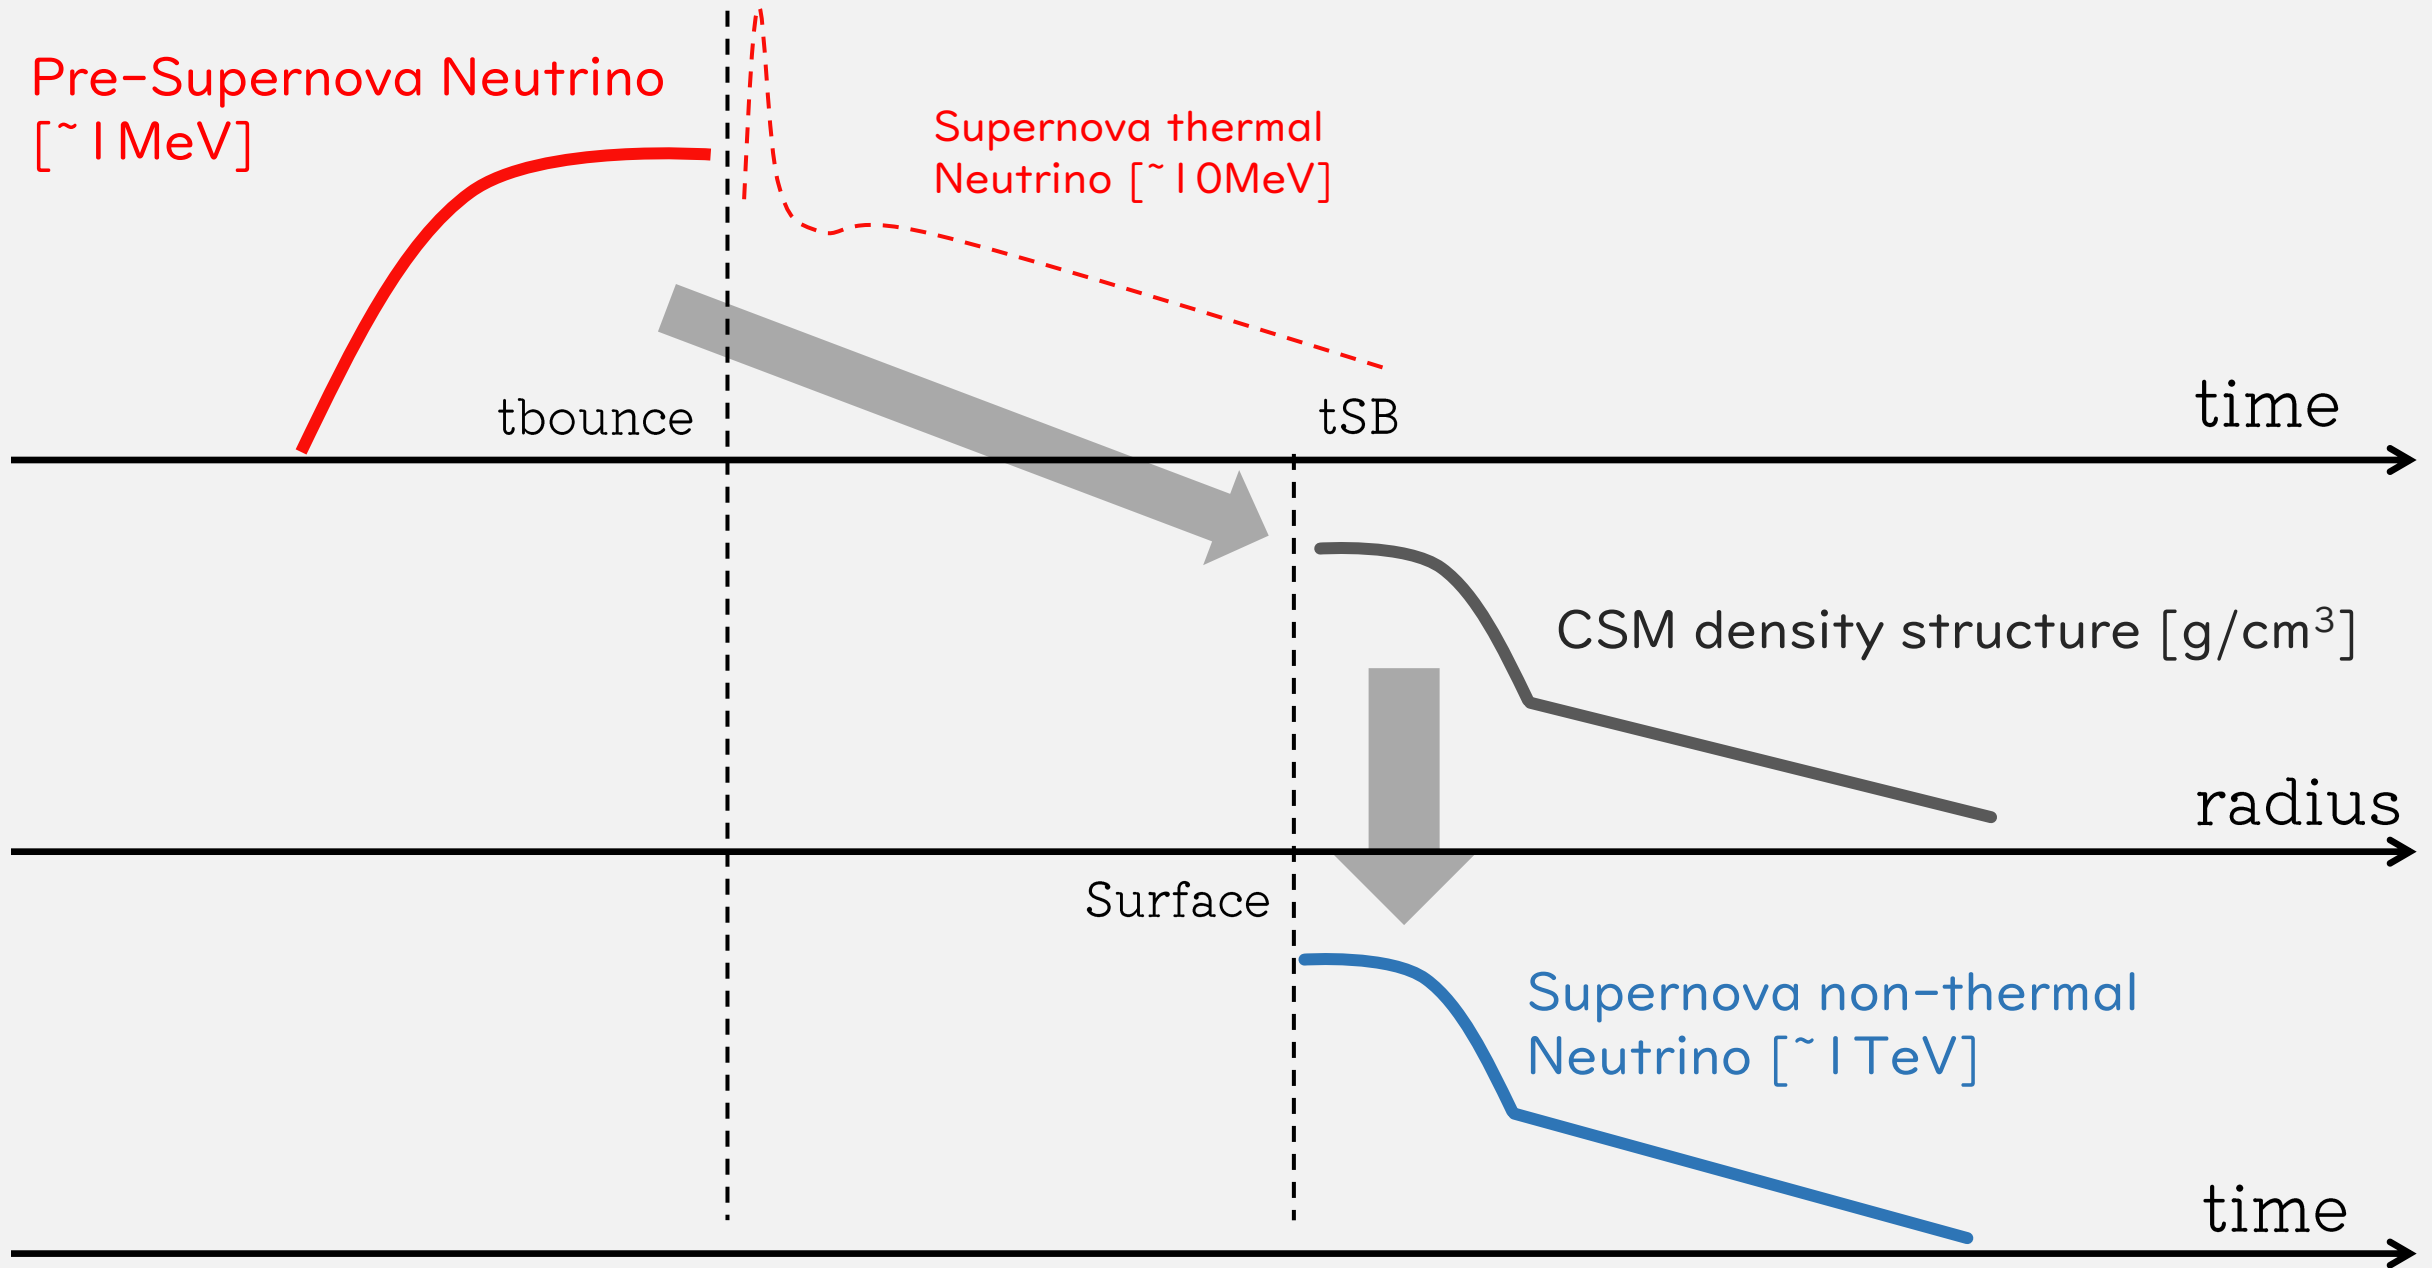 Pre-Supernova Neutrino
[~1MeV]
Supernova thermal
Neutrino [~10MeV]
tbounce
tSB
time
CSM density structure [g/cm³]
radius
Surface
Supernova non-thermal
Neutrino [~1TeV]
time